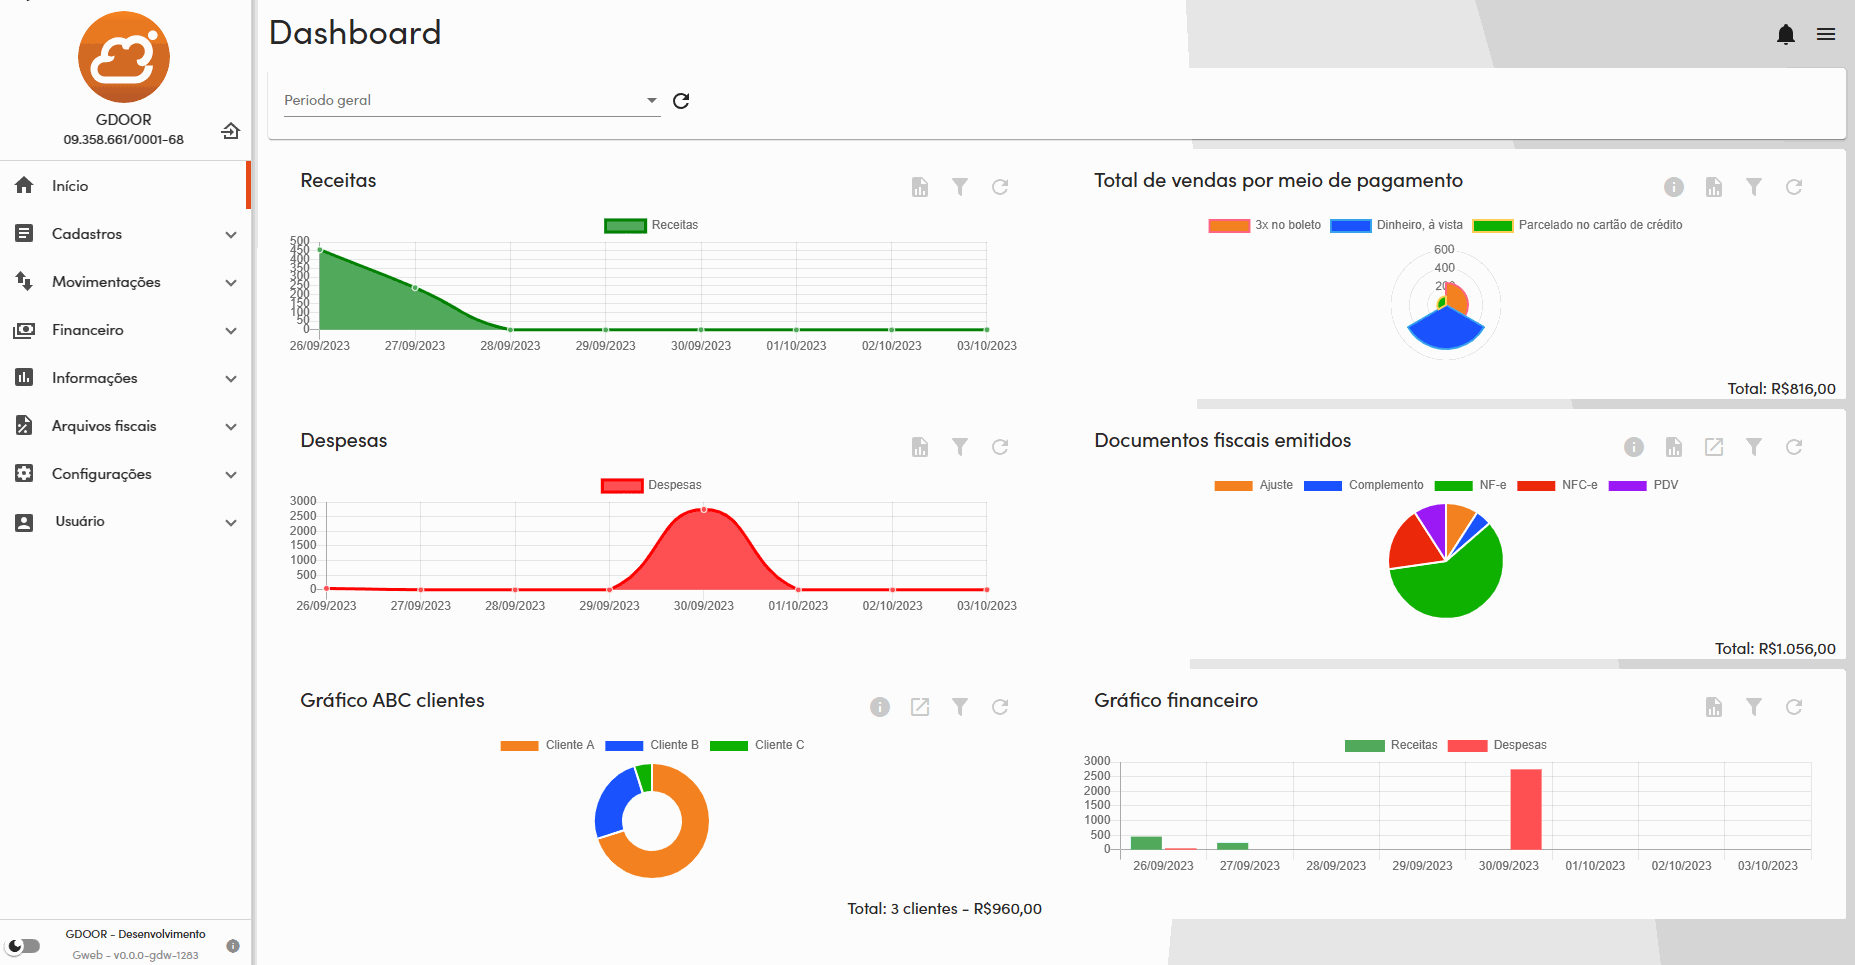 GDOOR
09.358.661/0001-68
Início
Cadastros
Movimentações
Financeiro
Informações
Arquivos fiscais
Configurações
Usuário
GDOOR - Desenvolvimento
Gweb - v0.0.0-gdw-1283
Dashboard
Periodo geral
Receitas
Receitas
500
450
400
350
300
250
200
150
100
50
0
26/09/2023 27/09/2023 28/09/2023 29/09/2023 30/09/2023 01/10/2023 02/10/2023 03/10/2023
Total de vendas por meio de pagamento
3x no boleto Dinheiro, à vista Parcelado no cartão de crédito
600
400
200
Total: R$816,00
Despesas
Despesas
3000
2500
2000
1500
1000
500
0
26/09/2023 27/09/2023 28/09/2023 29/09/2023 30/09/2023 01/10/2023 02/10/2023 03/10/2023
Documentos fiscais emitidos
Ajuste Complemento NF-e NFC-e PDV
Total: R$1.056,00
Gráfico ABC clientes
Cliente A Cliente B Cliente C
Total: 3 clientes - R$960,00
Gráfico financeiro
Receitas Despesas
3000
2500
2000
1500
1000
500
0
26/09/2023 27/09/2023 28/09/2023 29/09/2023 30/09/2023 01/10/2023 02/10/2023 03/10/2023